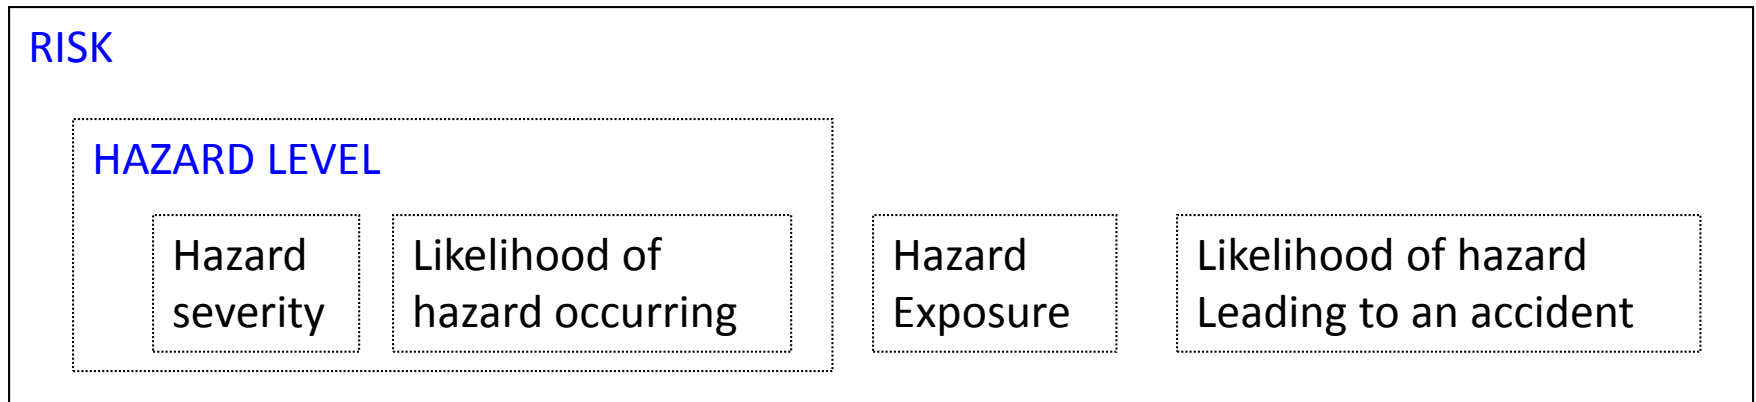 RISK
HAZARD LEVEL
Hazard
severity
Likelihood of
hazard occurring
Hazard
Exposure
Likelihood of hazard
Leading to an accident